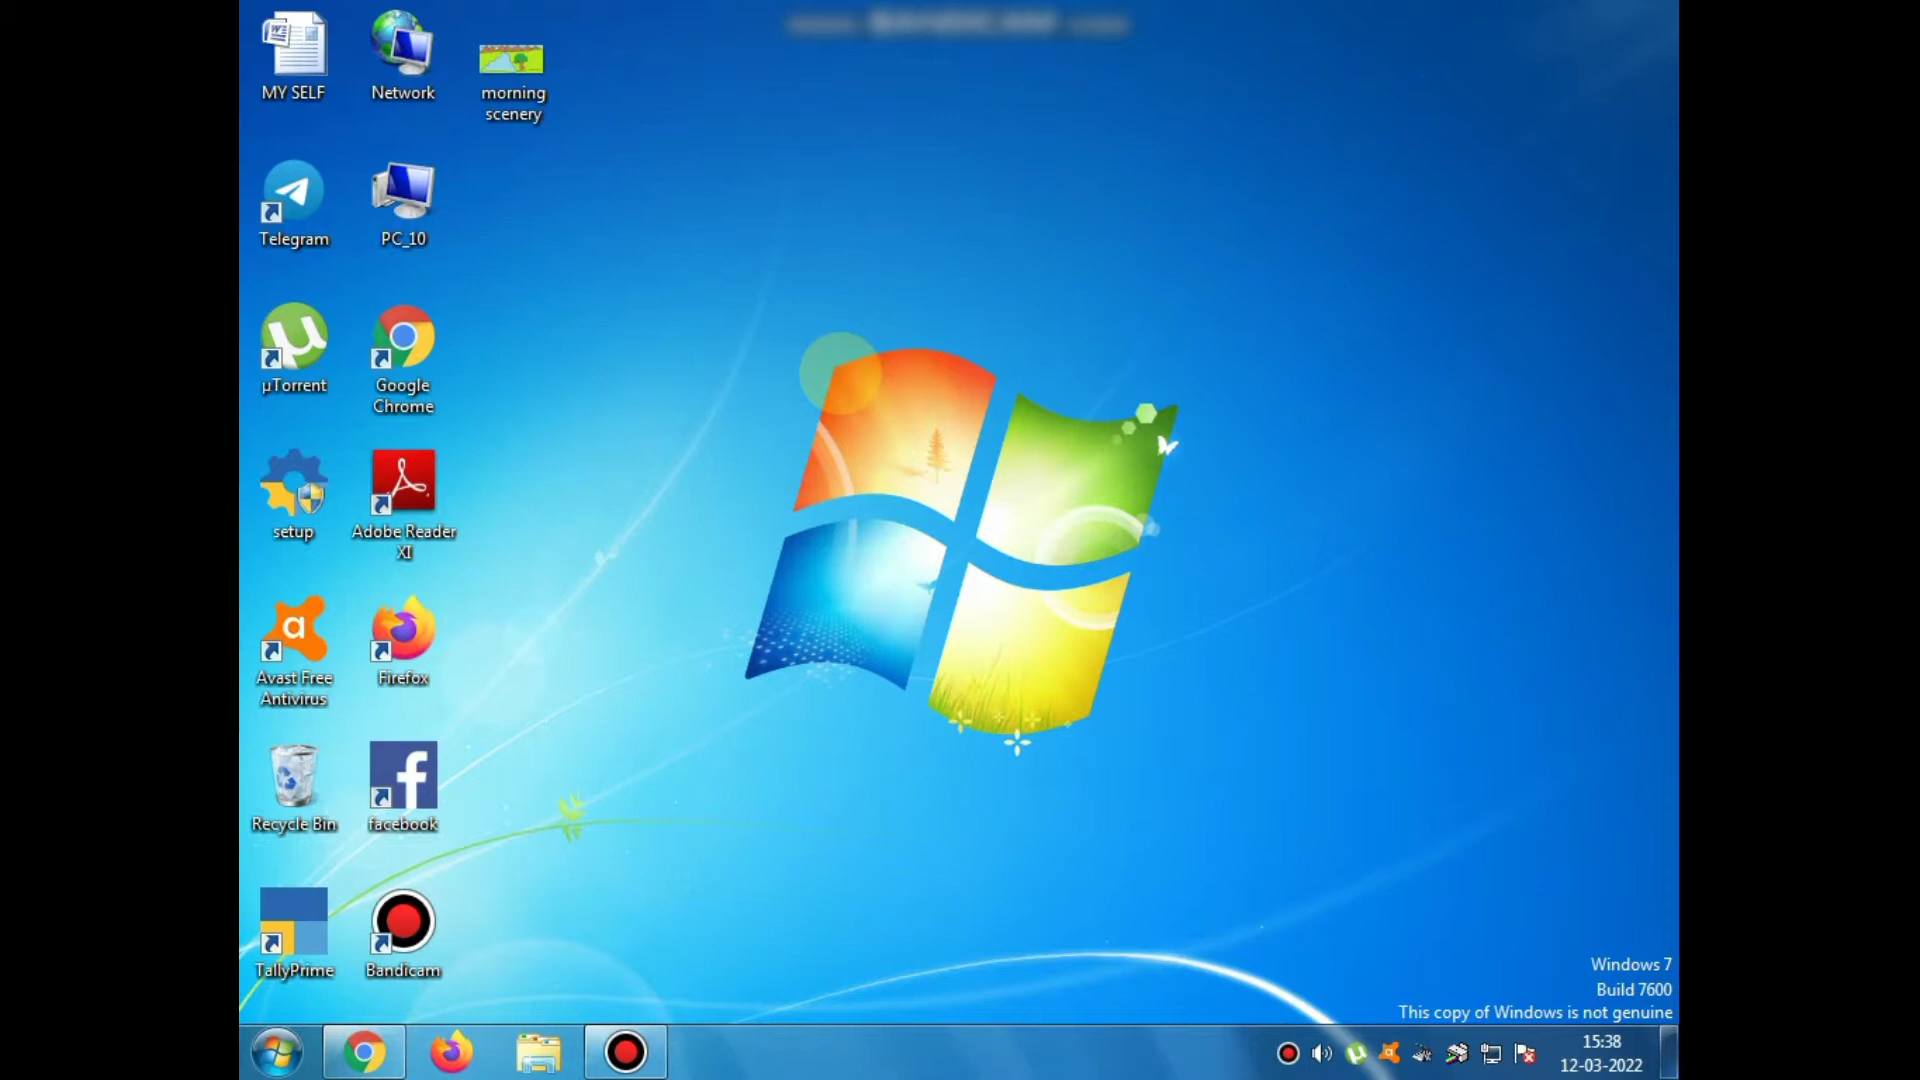 MY SELF
Network
morning
scenery
Telegram
PC_10
µTorrent
Google
Chrome
setup
Adobe Reader
XI
Avast Free
Antivirus
Firefox
Recycle Bin
facebook
TallyPrime
Bandicam
Windows 7
Build 7600
This copy of Windows is not genuine
15:38
12-03-2022